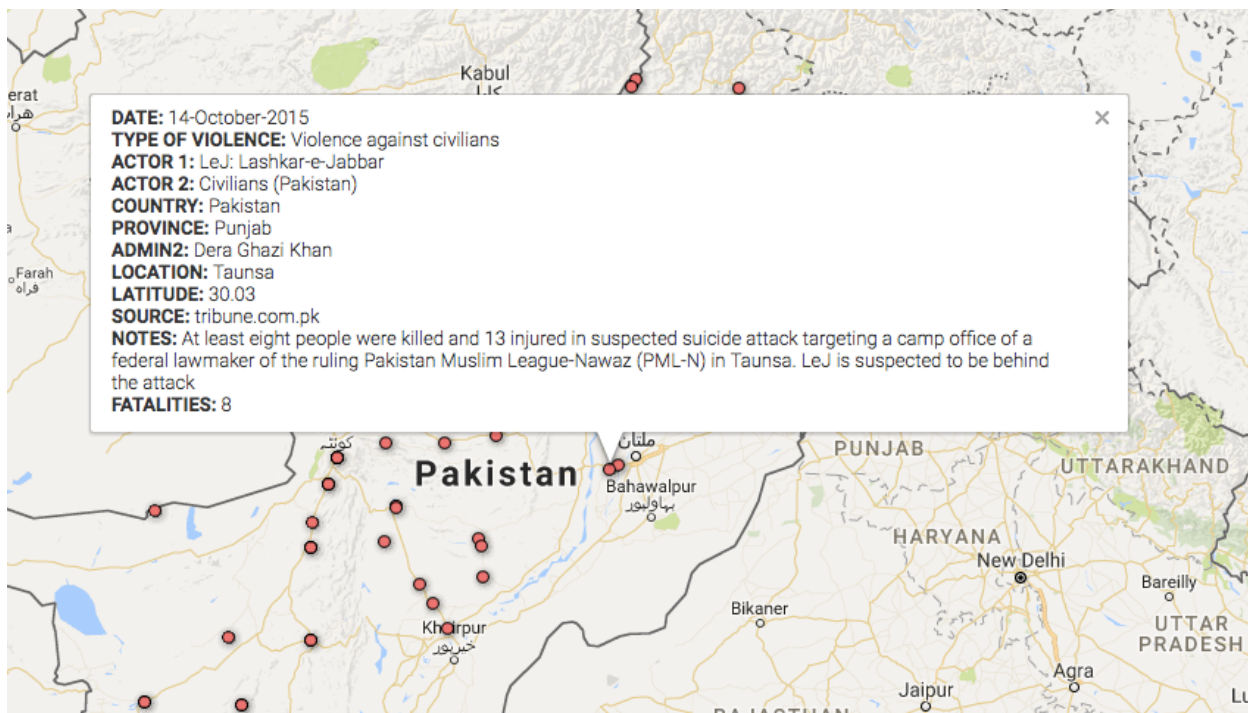 Kabul
کابل
erat
هرات
DATE: 14-October-2015
TYPE OF VIOLENCE: Violence against civilians
ACTOR 1: LeJ: Lashkar-e-Jabbar
ACTOR 2: Civilians (Pakistan)
COUNTRY: Pakistan
PROVINCE: Punjab
ADMIN2: Dera Ghazi Khan
LOCATION: Taunsa
LATITUDE: 30.03
SOURCE: tribune.com.pk
NOTES: At least eight people were killed and 13 injured in suspected suicide attack targeting a camp office of a
federal lawmaker of the ruling Pakistan Muslim League-Nawaz (PML-N) in Taunsa. LeJ is suspected to be behind
the attack
FATALITIES: 8
Farah
فراه
كوئٹہ
ملتان
PUNJAB
Pakistan
UTTARAKHAND
Bahawalpur
بہاولپور
HARYANA
New Delhi
Bareilly
Bikaner
Khairpur
خیرپور
UTTAR
PRADESH
Agra
Jaipur
Lu
RAJASTHAN